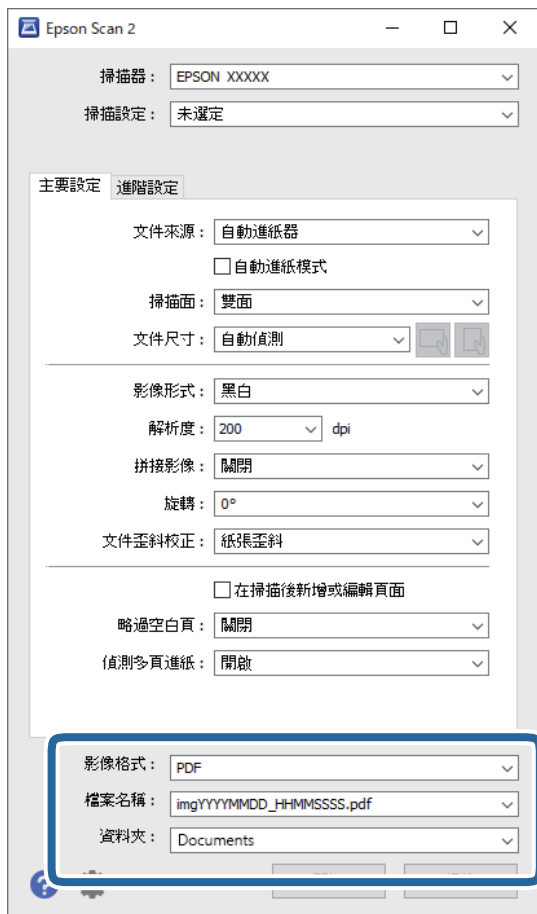 Epson Scan 2
掃描器： EPSON XXXXX
掃描設定： 未選定
主要設定 進階設定
文件來源： 自動進紙器
自動進紙模式
掃描面： 雙面
文件尺寸： 自動偵測
影像形式： 黑白
解析度： 200 dpi
拼接影像： 關閉
旋轉： 0°
文件歪斜校正： 紙張歪斜
在掃描後新增或編輯頁面
略過空白頁： 關閉
偵測多頁進紙： 開啟
影像格式： PDF
檔案名稱： imgYYYYMMDD_HHMMSSSS.pdf
資料夾： Documents
?